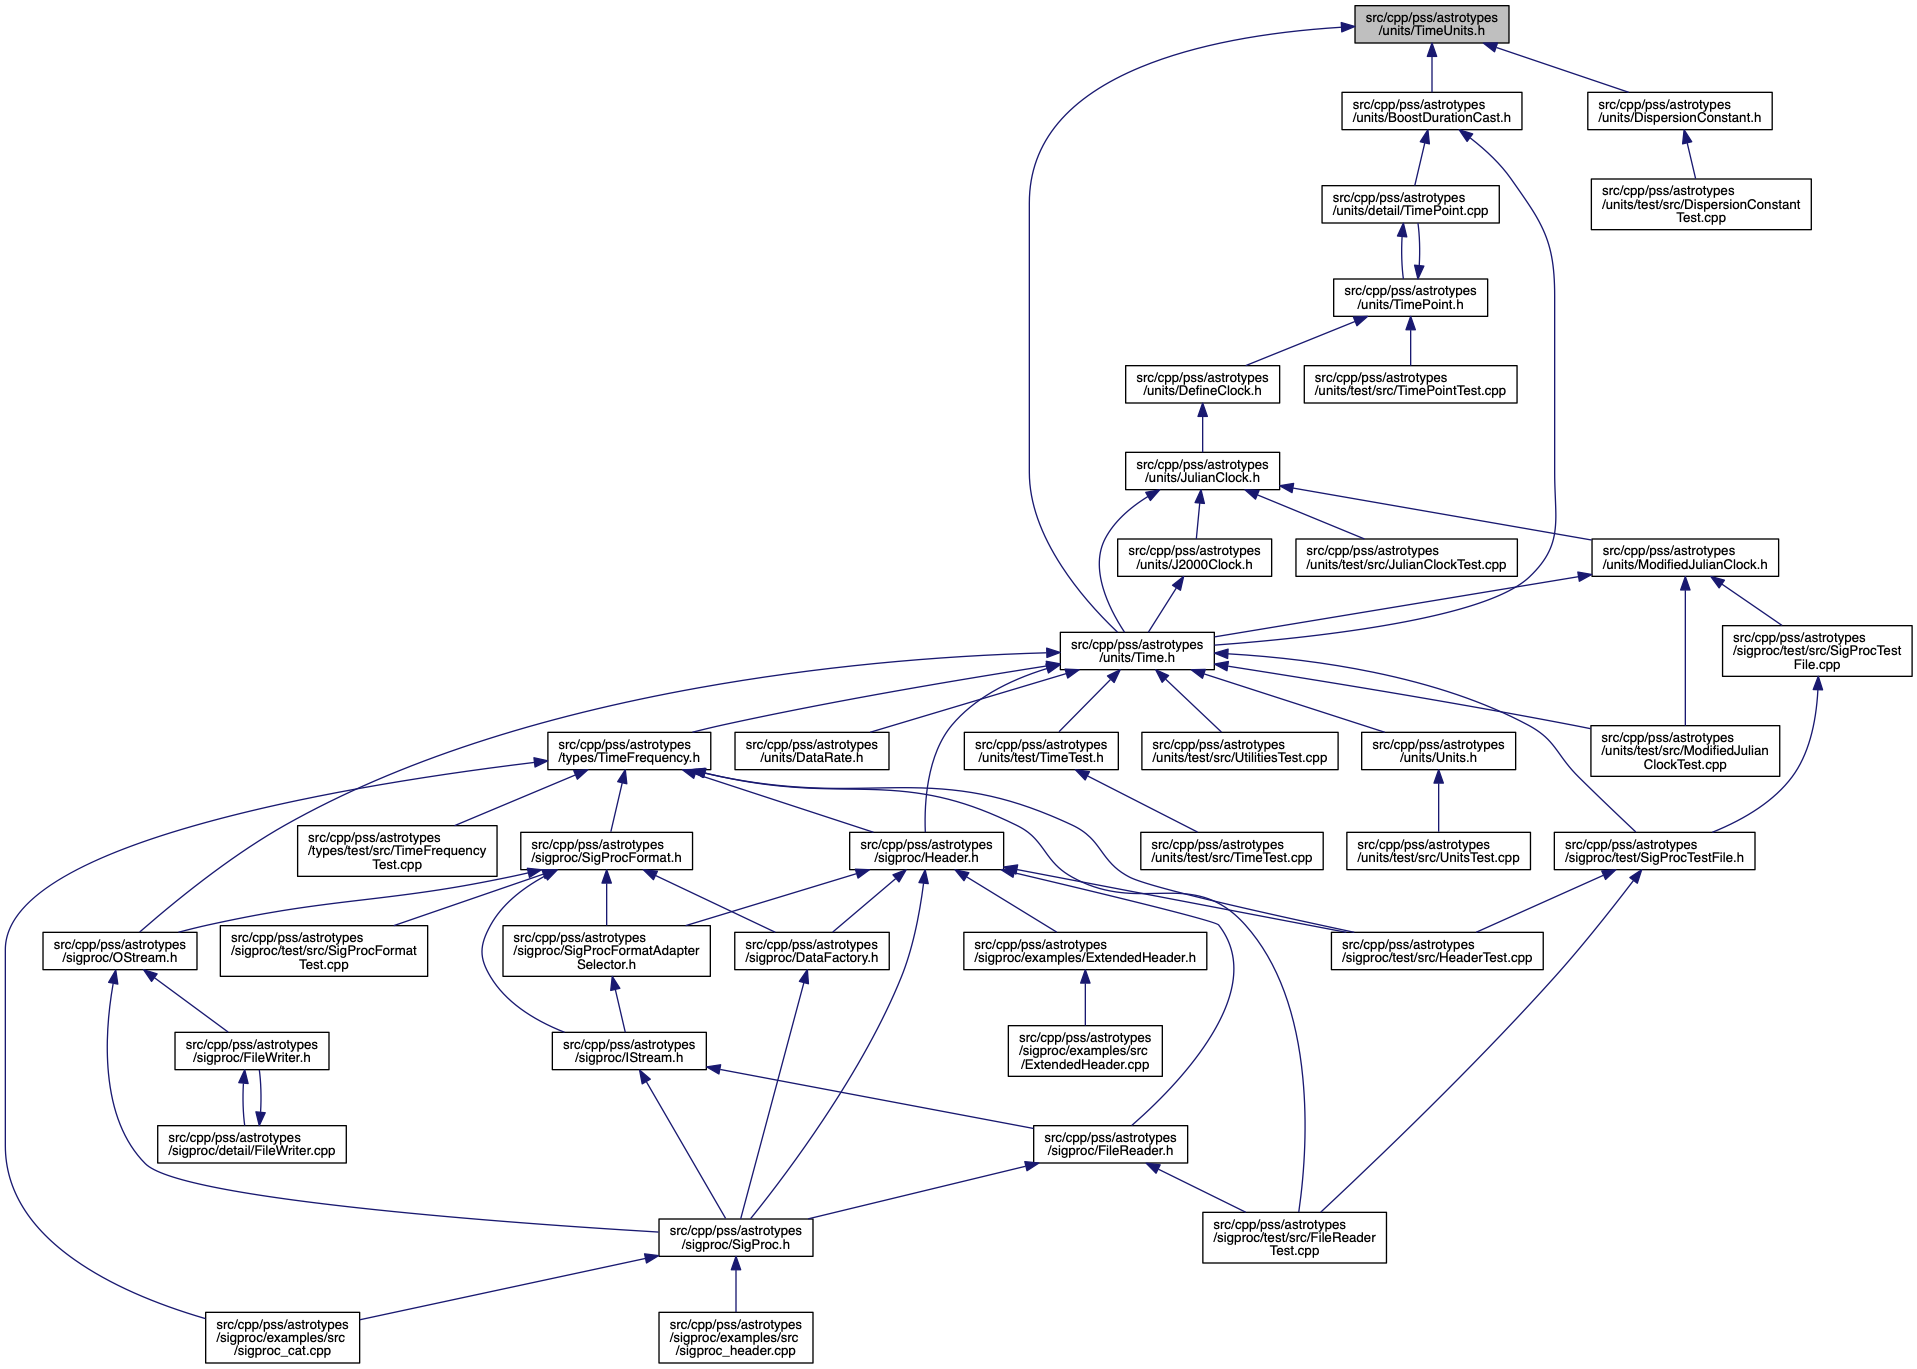 src/cpp/pss/astrotypes
/units/TimeUnits.h
src/cpp/pss/astrotypes
/units/BoostDurationCast.h
src/cpp/pss/astrotypes
/units/DispersionConstant.h
src/cpp/pss/astrotypes
/units/detail/TimePoint.cpp
src/cpp/pss/astrotypes
/units/test/src/DispersionConstant
Test.cpp
src/cpp/pss/astrotypes
/units/TimePoint.h
src/cpp/pss/astrotypes
/units/DefineClock.h
src/cpp/pss/astrotypes
/units/test/src/TimePointTest.cpp
src/cpp/pss/astrotypes
/units/JulianClock.h
src/cpp/pss/astrotypes
/units/J2000Clock.h
src/cpp/pss/astrotypes
/units/test/src/JulianClockTest.cpp
src/cpp/pss/astrotypes
/units/ModifiedJulianClock.h
src/cpp/pss/astrotypes
/units/Time.h
src/cpp/pss/astrotypes
/sigproc/test/src/SigProcTest
File.cpp
src/cpp/pss/astrotypes
/types/TimeFrequency.h
src/cpp/pss/astrotypes
/units/DataRate.h
src/cpp/pss/astrotypes
/units/test/TimeTest.h
src/cpp/pss/astrotypes
/units/test/src/UtilitiesTest.cpp
src/cpp/pss/astrotypes
/units/Units.h
src/cpp/pss/astrotypes
/units/test/src/ModifiedJulian
ClockTest.cpp
src/cpp/pss/astrotypes
/types/test/src/TimeFrequency
Test.cpp
src/cpp/pss/astrotypes
/sigproc/SigProcFormat.h
src/cpp/pss/astrotypes
/sigproc/Header.h
src/cpp/pss/astrotypes
/units/test/src/TimeTest.cpp
src/cpp/pss/astrotypes
/units/test/src/UnitsTest.cpp
src/cpp/pss/astrotypes
/sigproc/test/SigProcTestFile.h
src/cpp/pss/astrotypes
/sigproc/OStream.h
src/cpp/pss/astrotypes
/sigproc/test/src/SigProcFormat
Test.cpp
src/cpp/pss/astrotypes
/sigproc/SigProcFormatAdapter
Selector.h
src/cpp/pss/astrotypes
/sigproc/DataFactory.h
src/cpp/pss/astrotypes
/sigproc/examples/ExtendedHeader.h
src/cpp/pss/astrotypes
/sigproc/test/src/HeaderTest.cpp
src/cpp/pss/astrotypes
/sigproc/FileWriter.h
src/cpp/pss/astrotypes
/sigproc/IStream.h
src/cpp/pss/astrotypes
/sigproc/examples/src
/ExtendedHeader.cpp
src/cpp/pss/astrotypes
/sigproc/detail/FileWriter.cpp
src/cpp/pss/astrotypes
/sigproc/FileReader.h
src/cpp/pss/astrotypes
/sigproc/SigProc.h
src/cpp/pss/astrotypes
/sigproc/test/src/FileReader
Test.cpp
src/cpp/pss/astrotypes
/sigproc/examples/src
/sigproc_cat.cpp
src/cpp/pss/astrotypes
/sigproc/examples/src
/sigproc_header.cpp